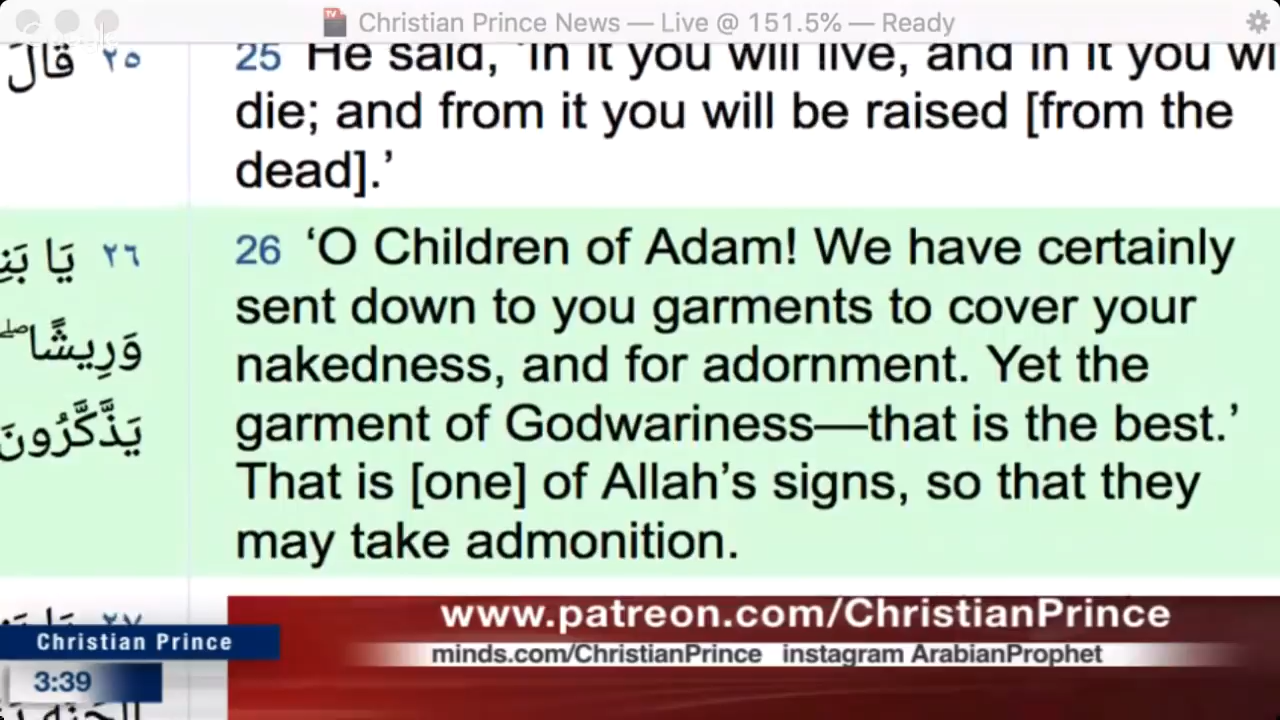 Christian Prince News — Live @ 151.5% — Ready
Google
قَالَ ٢٥
25 He said, ‘In it you will live, and in it you wi
die; and from it you will be raised [from the
dead].’
يَا بَنِ ٢٦
26 ‘O Children of Adam! We have certainly
sent down to you garments to cover your
وَرِيشًا ۖ
nakedness, and for adornment. Yet the
يَذَّكَّرُونَ
garment of Godwariness—that is the best.’
That is [one] of Allah’s signs, so that they
may take admonition.
٢٧
www.patreon.com/ChristianPrince
Christian Prince
minds.com/ChristianPrince instagram ArabianProphet
3:39